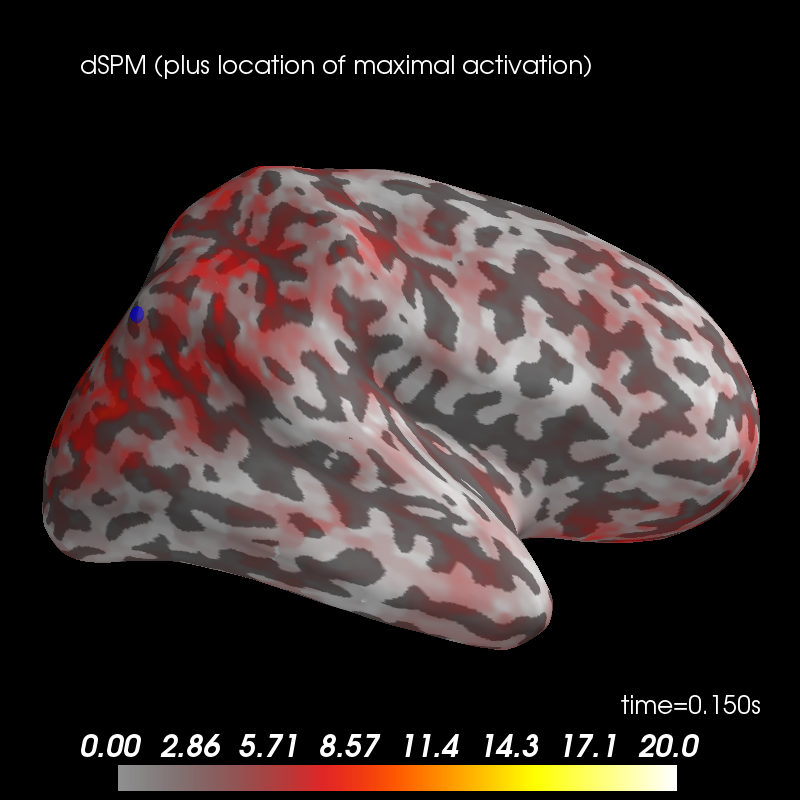 dSPM (plus location of maximal activation)
time=0.150s
0.00 2.86 5.71 8.57 11.4 14.3 17.1 20.0